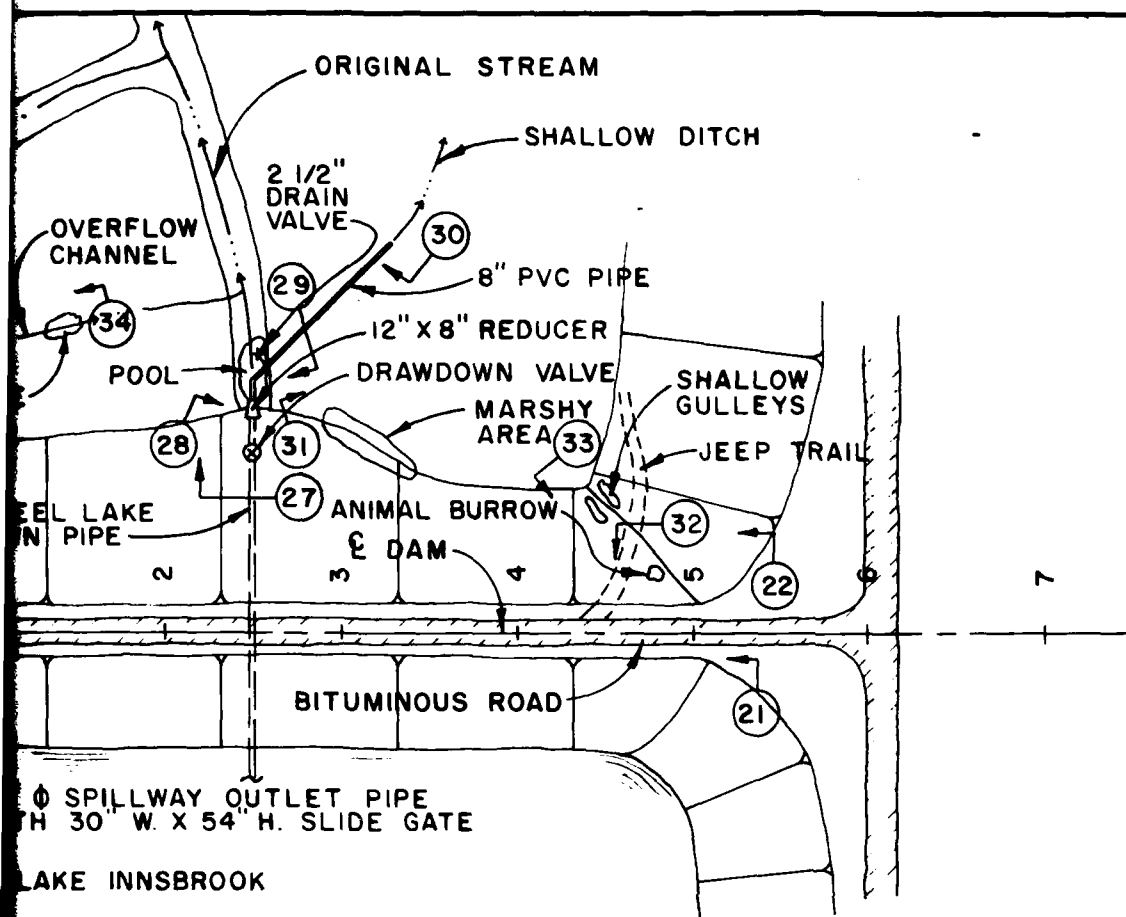 ORIGINAL STREAM
SHALLOW DITCH
2 1/2"
DRAIN
VALVE
OVERFLOW
CHANNEL
30
29
8" PVC PIPE
34
12" X 8" REDUCER
POOL
DRAWDOWN VALVE
SHALLOW
GULLEYS
MARSHY
AREA
28
31
33
JEEP TRAIL
27
EEL LAKE
N PIPE
ANIMAL BURROW
32
℄ DAM
22
2
3
4
5
6
7
BITUMINOUS ROAD
21
ϕ SPILLWAY OUTLET PIPE
TH 30" W. X 54" H. SLIDE GATE
LAKE INNSBROOK